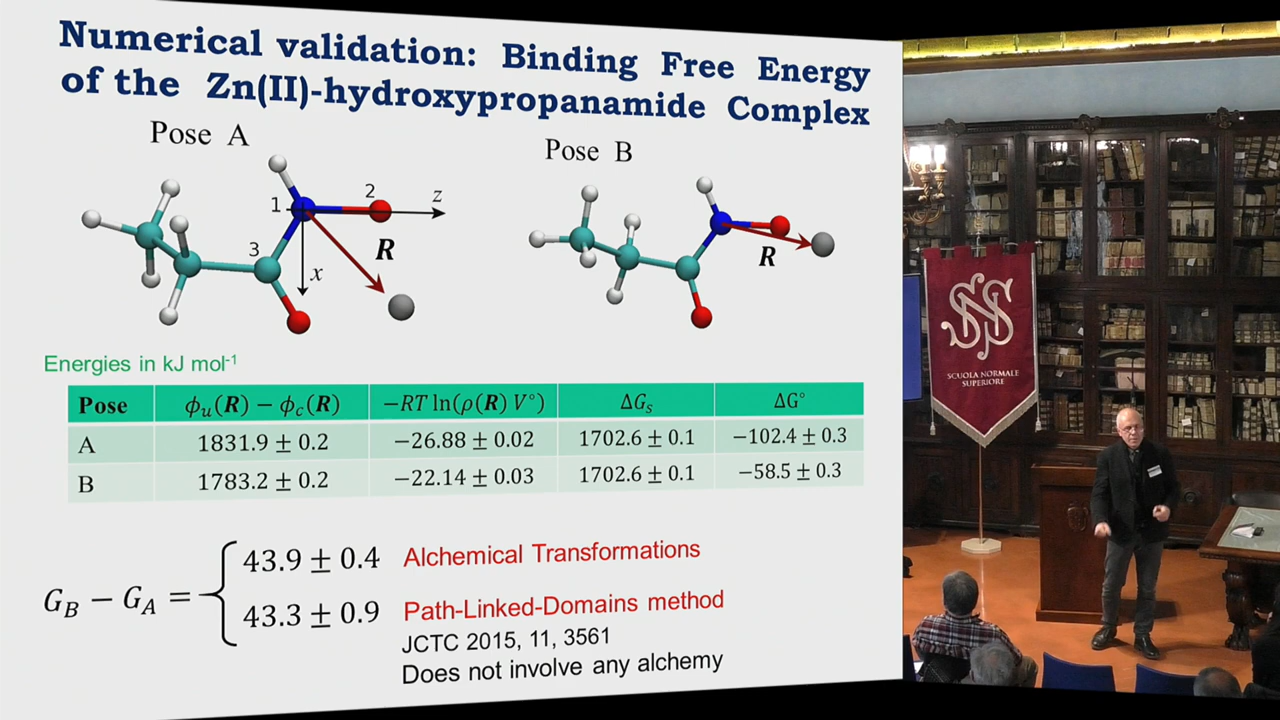 Numerical validation: Binding Free Energy
of the Zn(II)-hydroxypropanamide Complex
Pose A
Pose B
1
2
z
3
R
x
R
Energies in kJ mol⁻¹
Pose ϕᵤ(R) − ϕ_c(R) −RT ln(ρ(R) V°) ΔGₛ ΔG°
A 1831.9 ± 0.2 −26.88 ± 0.02 1702.6 ± 0.1 −102.4 ± 0.3
B 1783.2 ± 0.2 −22.14 ± 0.03 1702.6 ± 0.1 −58.5 ± 0.3
G_B − G_A =
43.9 ± 0.4 Alchemical Transformations
43.3 ± 0.9 Path-Linked-Domains method
JCTC 2015, 11, 3561
Does not involve any alchemy
SNS
SCUOLA NORMALE
SUPERIORE